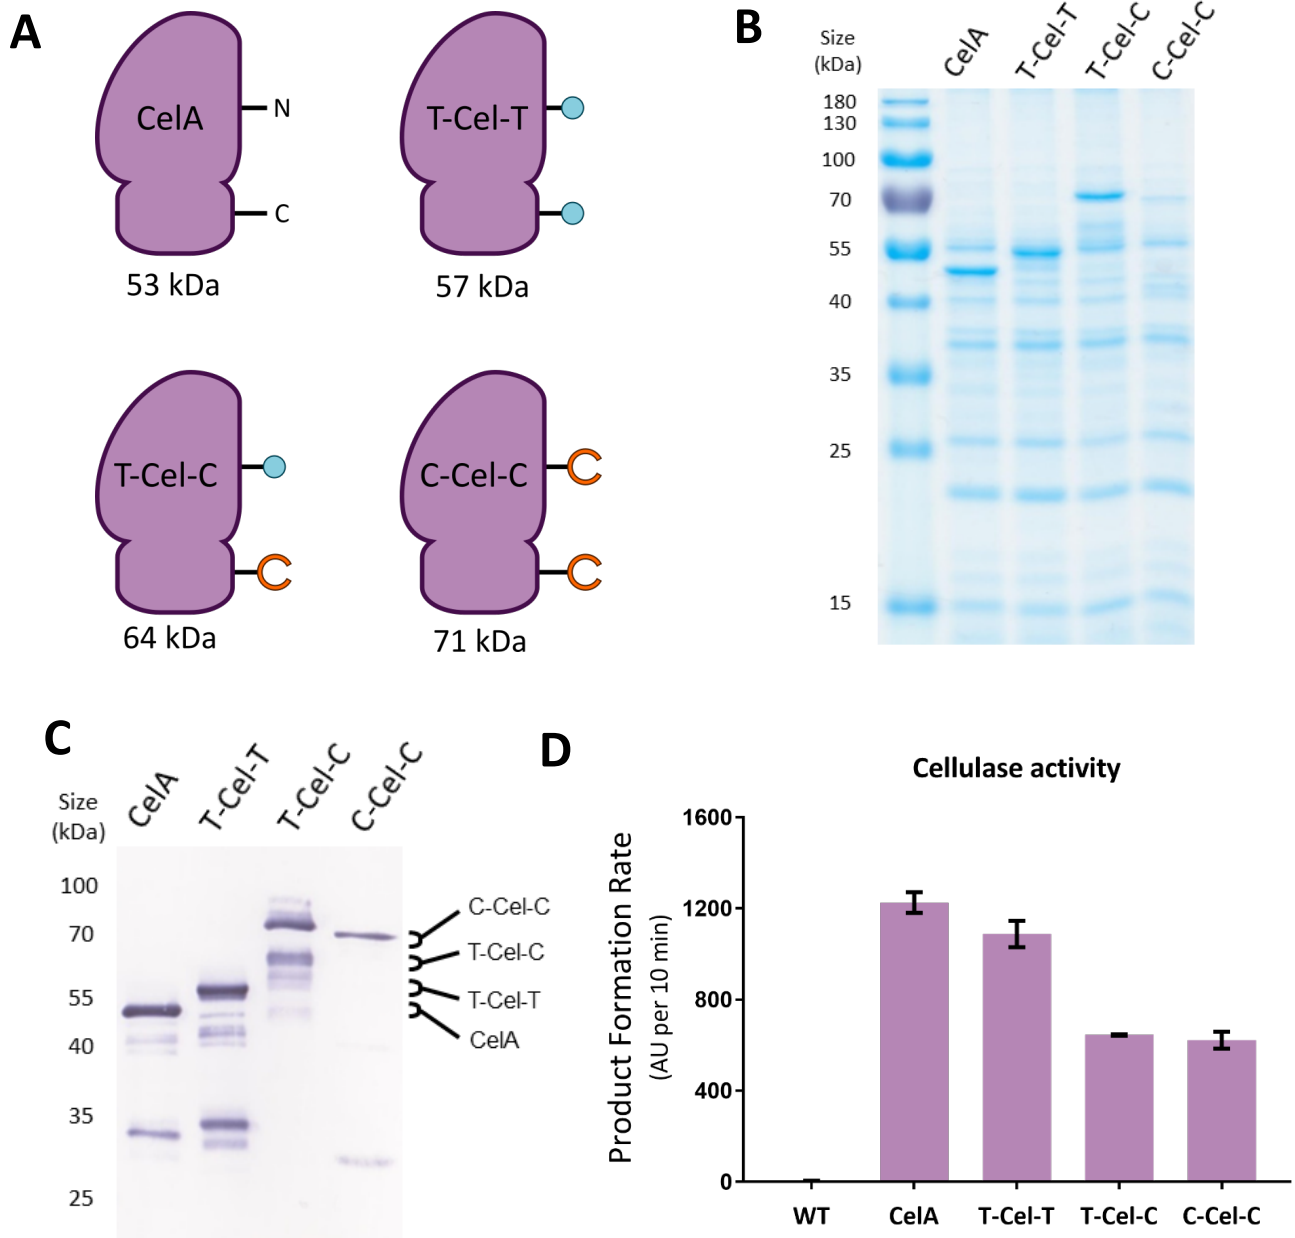 A
CelA
N
C
53 kDa
T-Cel-T
57 kDa
T-Cel-C
64 kDa
C-Cel-C
71 kDa
B
Size
(kDa)
CelA
T-Cel-T
T-Cel-C
C-Cel-C
180
130
100
70
55
40
35
25
15
C
Size
(kDa)
CelA
T-Cel-T
T-Cel-C
C-Cel-C
100
70
55
40
35
25
C-Cel-C
T-Cel-C
T-Cel-T
CelA
D
Cellulase activity
Product Formation Rate
(AU per 10 min)
1600
1200
800
400
0
WT
CelA
T-Cel-T
T-Cel-C
C-Cel-C